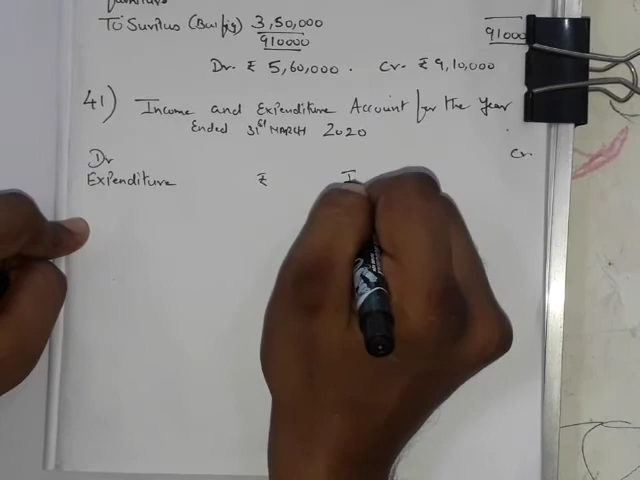 furniture
To Surplus (Bal fig) 3,50,000
910000 91000
Dr. ₹ 5,60,000. Cr. ₹ 9,10,000
41) Income and Expenditure Account for the Year
Ended 31st MARCH 2020
Dr Cr.
Expenditure ₹ I